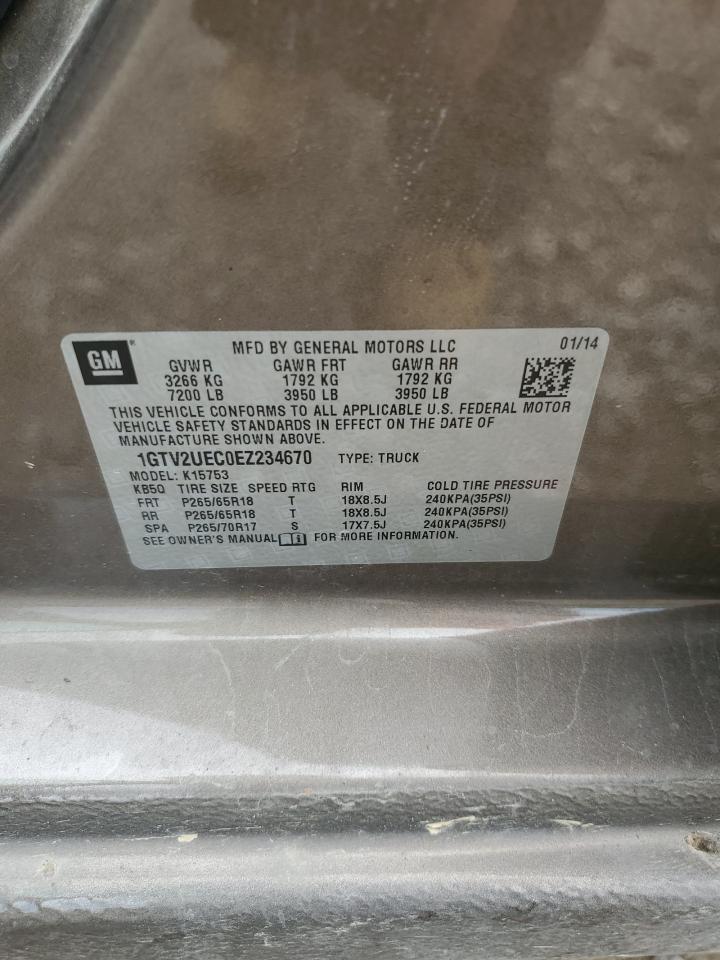 GM ® MFD BY GENERAL MOTORS LLC 01/14
GVWR GAWR FRT GAWR RR
3266 KG 1792 KG 1792 KG
7200 LB 3950 LB 3950 LB
THIS VEHICLE CONFORMS TO ALL APPLICABLE U.S. FEDERAL MOTOR
VEHICLE SAFETY STANDARDS IN EFFECT ON THE DATE OF
MANUFACTURE SHOWN ABOVE.
1GTV2UEC0EZ234670 TYPE: TRUCK
MODEL: K15753
KB5Q TIRE SIZE SPEED RTG RIM COLD TIRE PRESSURE
FRT P265/65R18 T 18X8.5J 240KPA(35PSI)
RR P265/65R18 T 18X8.5J 240KPA(35PSI)
SPA P265/70R17 S 17X7.5J 240KPA(35PSI)
SEE OWNER'S MANUAL FOR MORE INFORMATION.